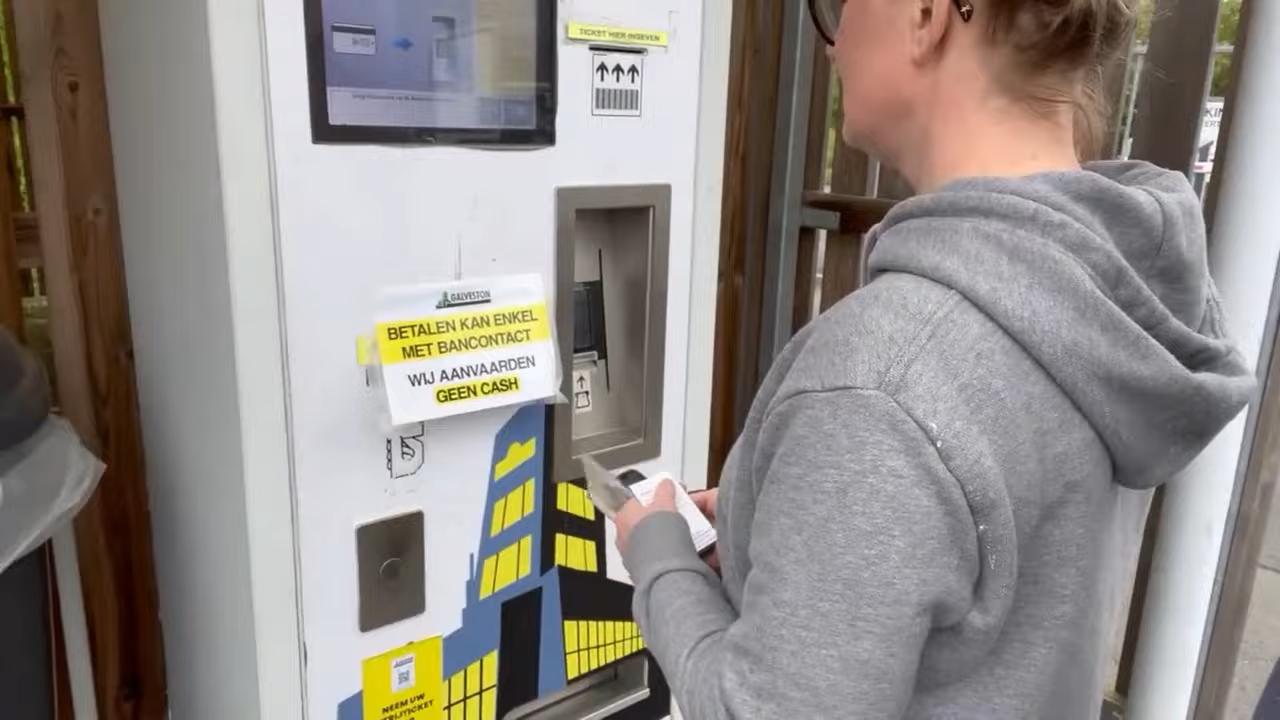 TICKET HIER INGEVEN
GALVESTON
BETALEN KAN ENKEL
MET BANCONTACT
WIJ AANVAARDEN
GEEN CASH
NEEM UW